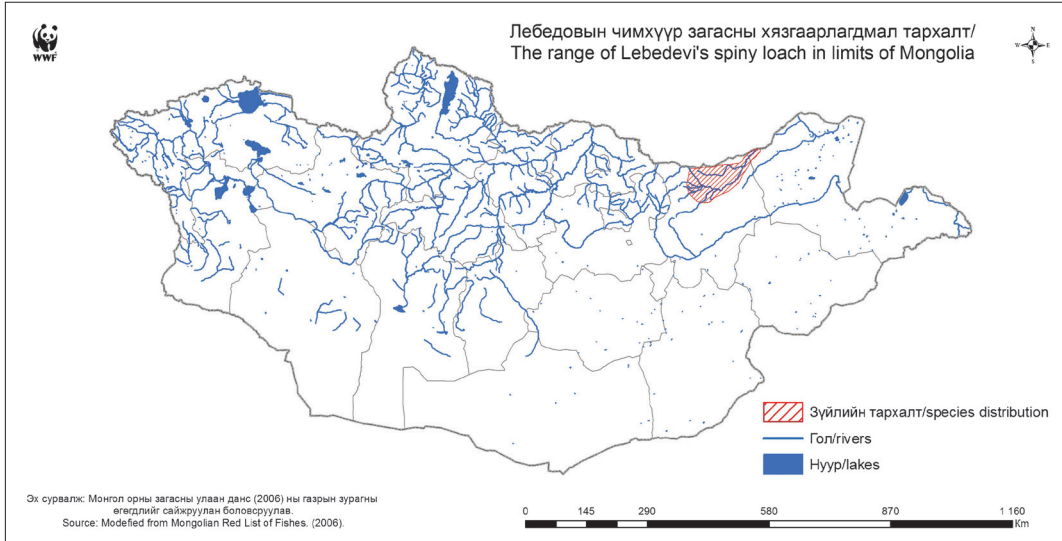 WWF
Лебедовын чимхүүр загасны хязгаарлагдмал тархалт/
The range of Lebedevi's spiny loach in limits of Mongolia
N
W E
S
Зүйлийн тархалт/species distribution
Гол/rivers
Нуур/lakes
Эх сурвалж: Монгол орны загасны улаан данс (2006) ны газрын зурагны
өгөгдлийг сайжруулан боловсруулав.
Source: Modefied from Mongolian Red List of Fishes. (2006).
0 145 290 580 870 1 160
Km